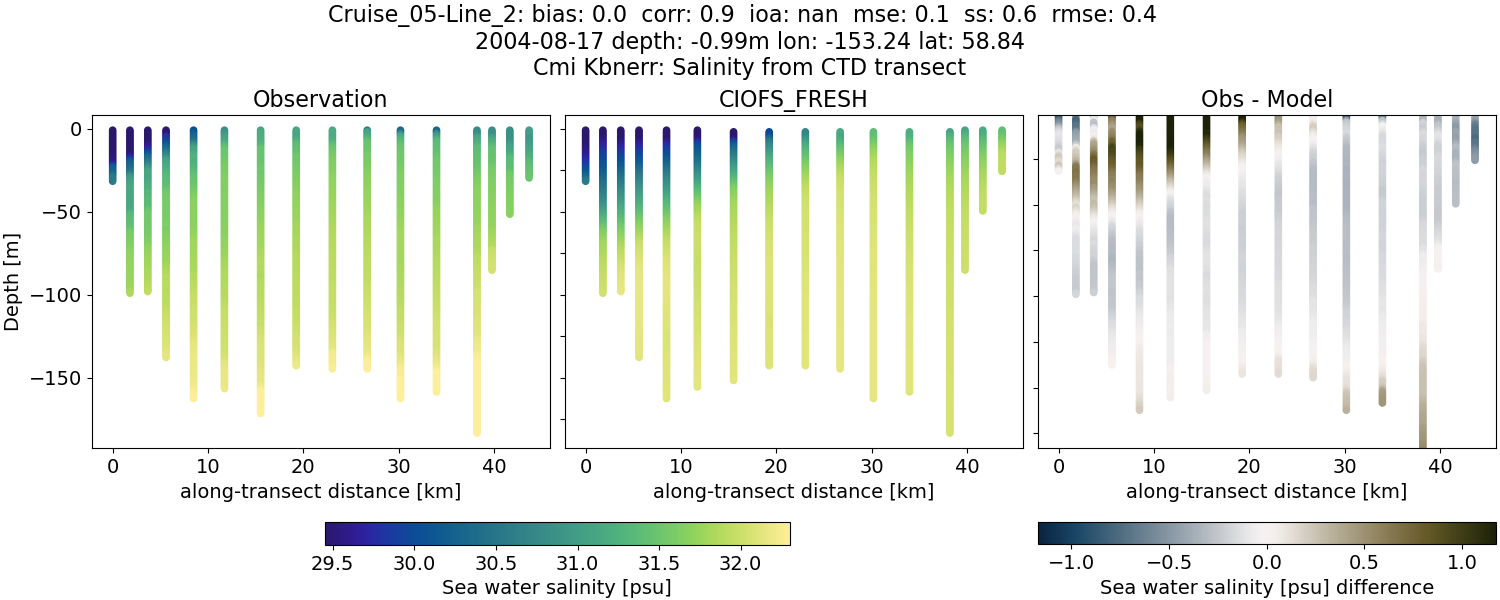 Cruise_05-Line_2: bias: 0.0  corr: 0.9  ioa: nan  mse: 0.1  ss: 0.6  rmse: 0.4
2004-08-17 depth: -0.99m lon: -153.24 lat: 58.84
Cmi Kbnerr: Salinity from CTD transect
Observation
CIOFS_FRESH
Obs - Model
Depth [m]
0
−50
−100
−150
0 10 20 30 40
0 10 20 30 40
0 10 20 30 40
along-transect distance [km]
along-transect distance [km]
along-transect distance [km]
29.5 30.0 30.5 31.0 31.5 32.0
Sea water salinity [psu]
−1.0 −0.5 0.0 0.5 1.0
Sea water salinity [psu] difference